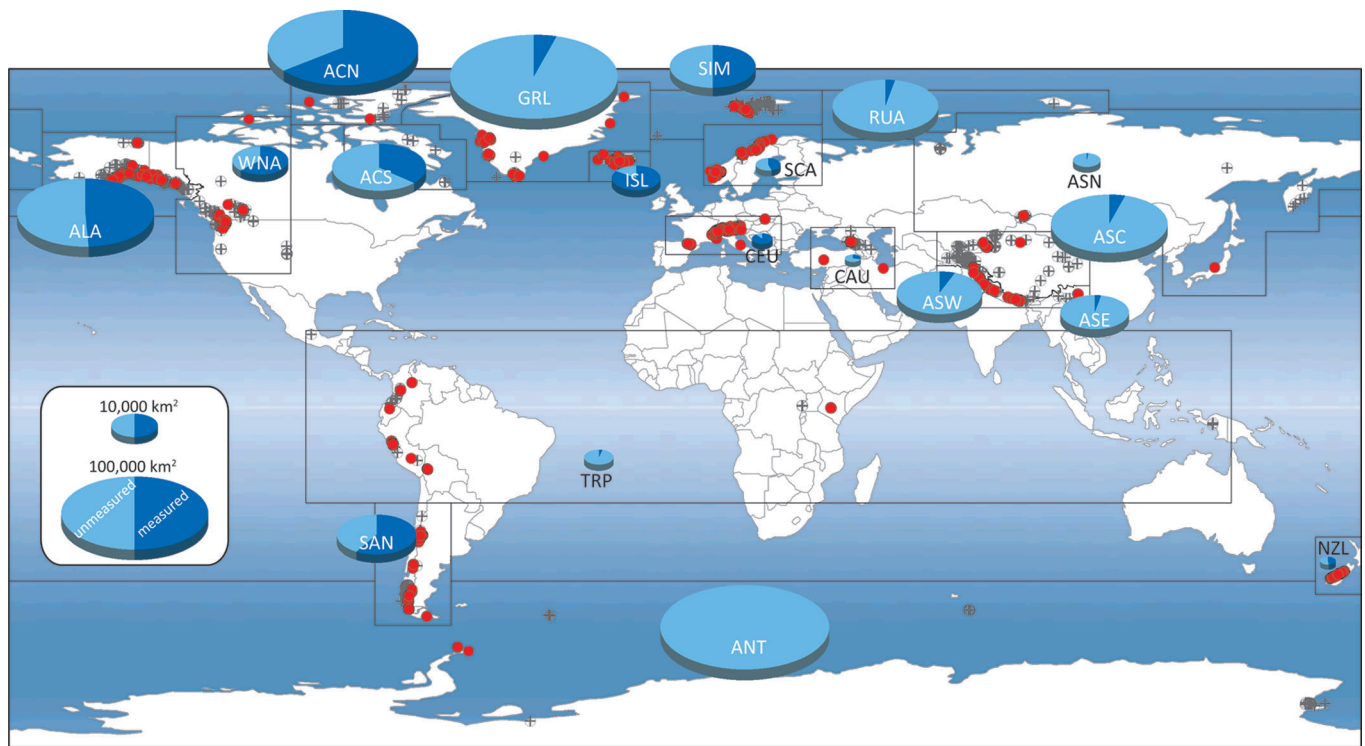 ACN
GRL
SIM
RUA
WNA
ACS
ISL
SCA
ASN
ALA
CEU
CAU
ASC
ASW
ASE
10,000 km²
100,000 km²
unmeasured
measured
TRP
SAN
NZL
ANT